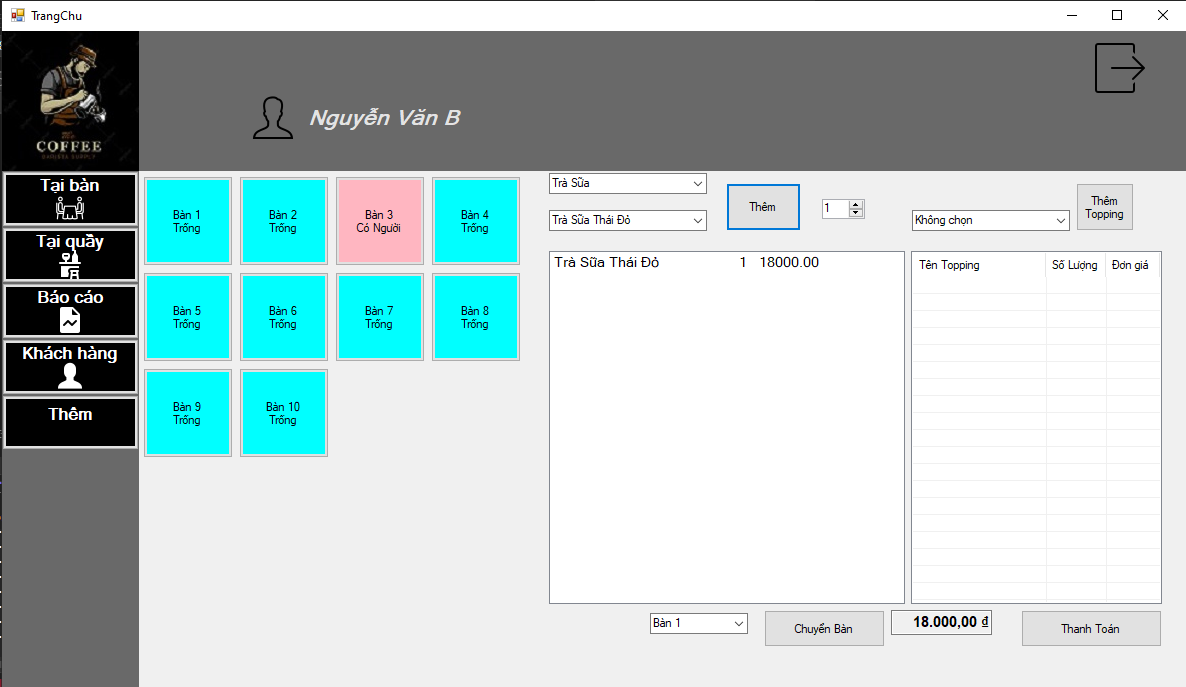 TrangChu
COFFEE
Nguyễn Văn B
Tại bàn
Tại quầy
Báo cáo
Khách hàng
Thêm
Bàn 1
Trống
Bàn 2
Trống
Bàn 3
Có Người
Bàn 4
Trống
Bàn 5
Trống
Bàn 6
Trống
Bàn 7
Trống
Bàn 8
Trống
Bàn 9
Trống
Bàn 10
Trống
Trà Sữa
Trà Sữa Thái Đỏ
Thêm
1
Không chọn
Thêm
Topping
Trà Sữa Thái Đỏ 1 18000.00
Tên Topping Số Lượng Đơn giá
Bàn 1
Chuyển Bàn
18.000,00 ₫
Thanh Toán